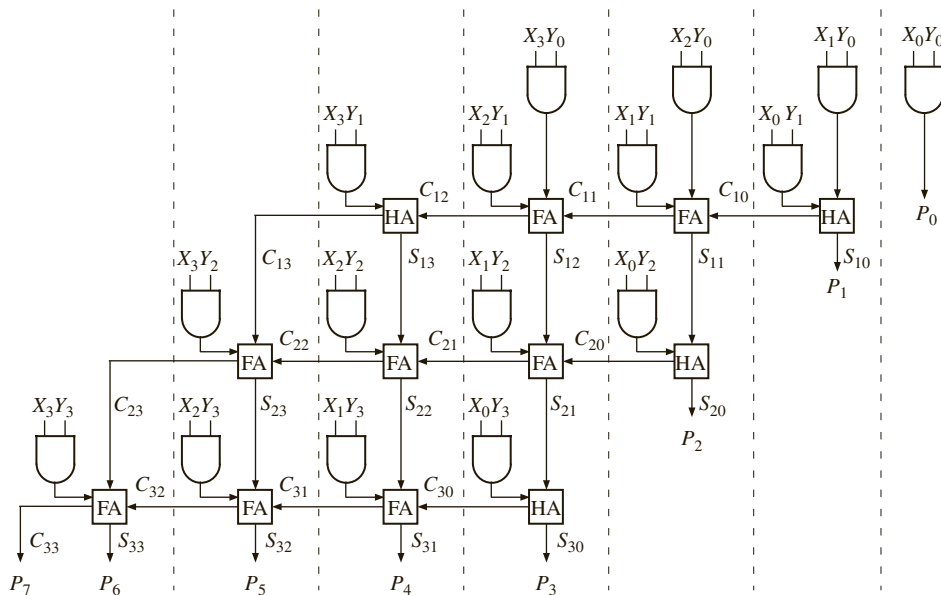 X₃Y₀ X₂Y₀ X₁Y₀ X₀Y₀
X₃Y₁ X₂Y₁ X₁Y₁ X₀ Y₁
C₁₂ C₁₁ C₁₀
HA FA FA HA
P₀
C₁₃ S₁₃ S₁₂ S₁₁ S₁₀
X₃Y₂ X₂Y₂ X₁Y₂ X₀Y₂
P₁
C₂₂ C₂₁ C₂₀
FA FA FA HA
C₂₃ S₂₃ S₂₂ S₂₁ S₂₀
X₃Y₃ X₂Y₃ X₁Y₃ X₀Y₃
P₂
C₃₂ C₃₁ C₃₀
FA FA FA HA
C₃₃ S₃₃ S₃₂ S₃₁ S₃₀
P₇ P₆ P₅ P₄ P₃